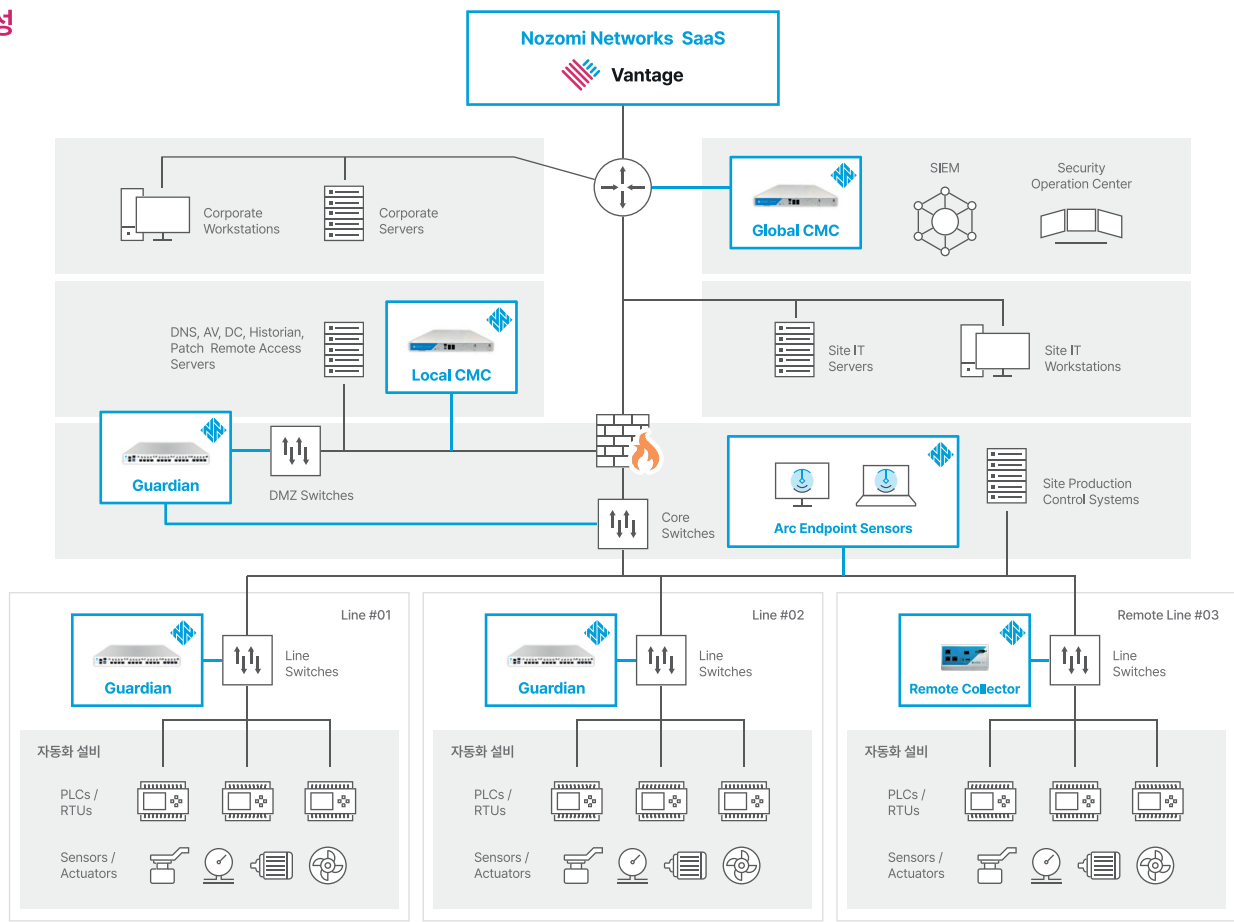 성
Nozomi Networks SaaS
Vantage
Corporate
Workstations
Corporate
Servers
Global CMC
SIEM
Security
Operation Center
DNS, AV, DC, Historian,
Patch Remote Access
Servers
Local CMC
Site IT
Servers
Site IT
Workstations
Guardian
DMZ Switches
Core
Switches
Arc Endpoint Sensors
Site Production
Control Systems
Line #01
Guardian
Line
Switches
자동화 설비
PLCs /
RTUs
Sensors /
Actuators
Line #02
Guardian
Line
Switches
자동화 설비
PLCs /
RTUs
Sensors /
Actuators
Remote Line #03
Remote Collector
Line
Switches
자동화 설비
PLCs /
RTUs
Sensors /
Actuators